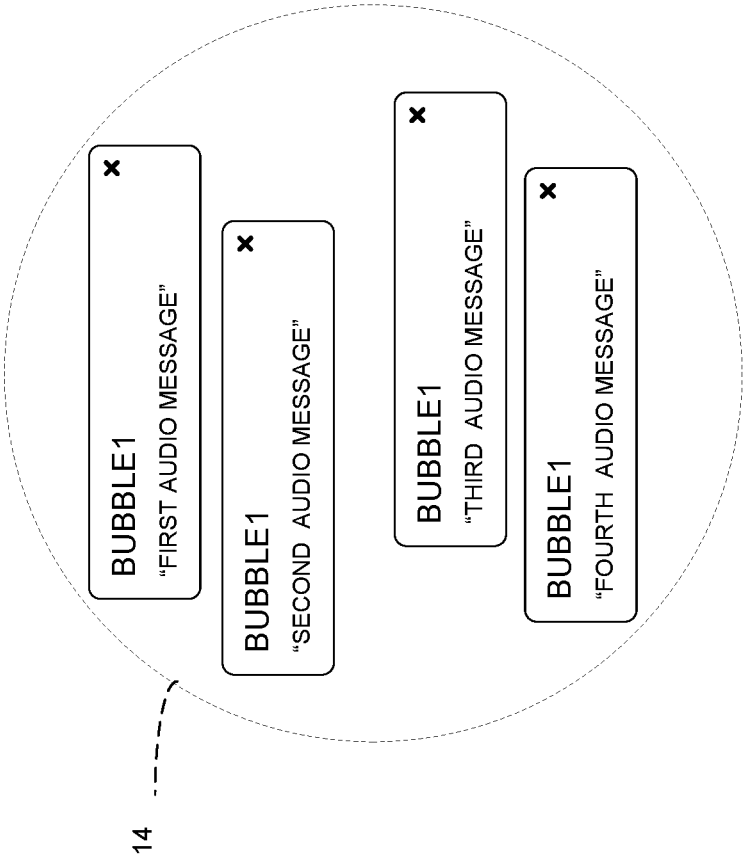 BUBBLE1
“FIRST AUDIO MESSAGE”
BUBBLE1
“SECOND AUDIO MESSAGE”
BUBBLE1
“THIRD AUDIO MESSAGE”
BUBBLE1
“FOURTH AUDIO MESSAGE”
14